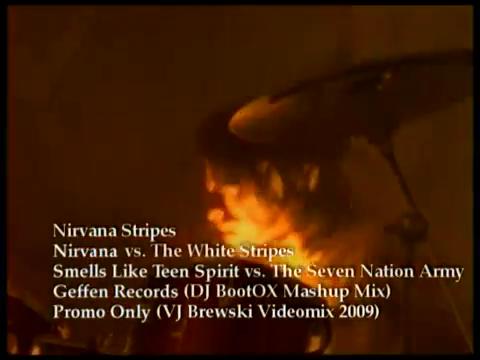 Nirvana Stripes
Nirvana vs. The White Stripes
Smells Like Teen Spirit vs. The Seven Nation Army
Geffen Records (DJ BootOX Mashup Mix)
Promo Only (VJ Brewski Videomix 2009)